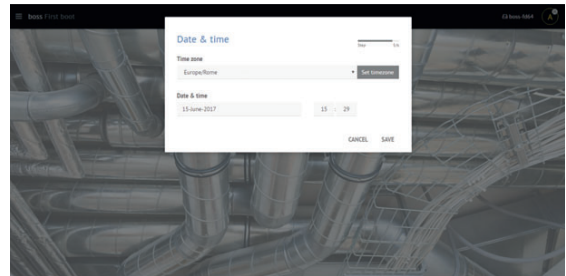 boss First boot
A
Date & time
Step
Time zone
Europe/Rome
Set timezone
Date & time
15-June-2017
15 : 29
CANCEL SAVE